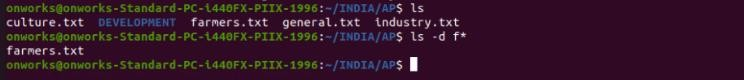 onworks@onworks-Standard-PC-i440FX-PIIX-1996:~/INDIA/AP$ ls
culture.txt DEVELOPMENT farmers.txt general.txt industry.txt
onworks@onworks-Standard-PC-i440FX-PIIX-1996:~/INDIA/AP$ ls -d f*
farmers.txt
onworks@onworks-Standard-PC-i440FX-PIIX-1996:~/INDIA/AP$